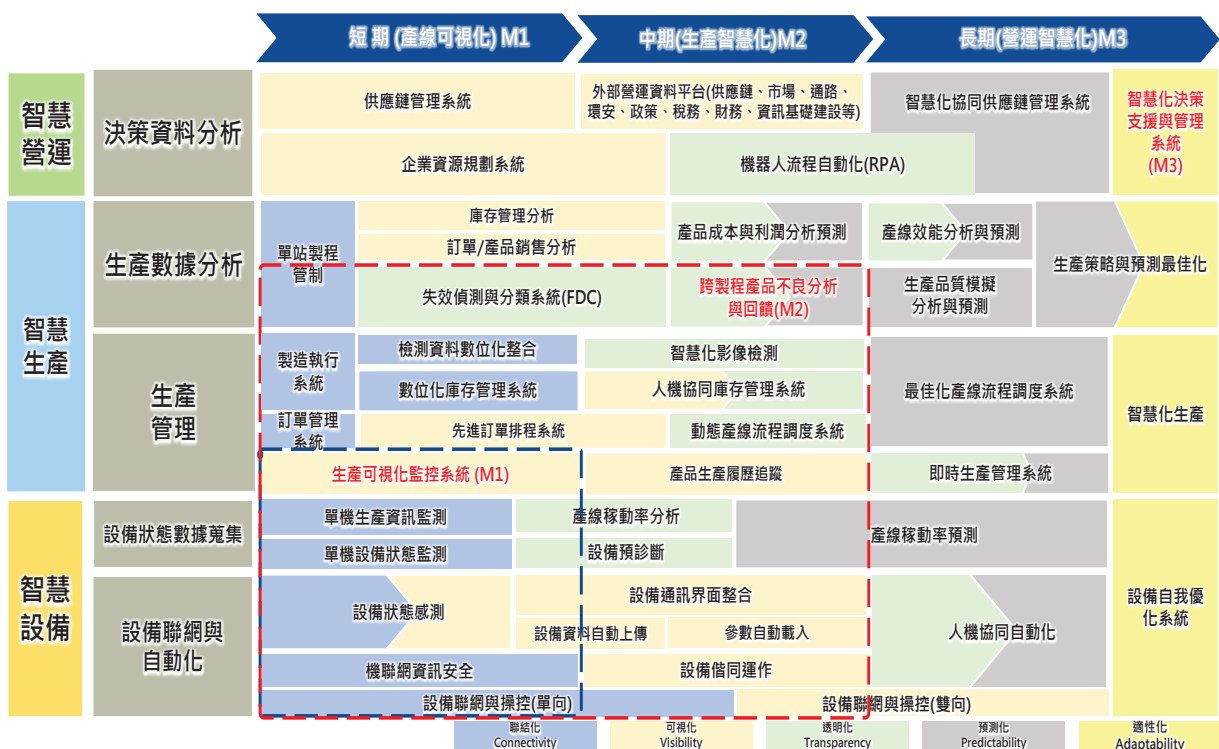 短 期 (產線可視化) M1
中期(生產智慧化)M2
長期(營運智慧化)M3
智慧
營運
決策資料分析
供應鏈管理系統
外部營運資料平台(供應鏈、市場、通路、
環安、政策、稅務、財務、資訊基礎建設等)
智慧化協同供應鏈管理系統
智慧化決策
支援與管理
系統
(M3)
企業資源規劃系統
機器人流程自動化(RPA)
智慧
生產
生產數據分析
單站製程
管制
庫存管理分析
訂單/產品銷售分析
產品成本與利潤分析預測
產線效能分析與預測
生產策略與預測最佳化
失效偵測與分類系統(FDC)
跨製程產品不良分析
與回饋(M2)
生產品質模擬
分析與預測
生產
管理
製造執行
系統
檢測資料數位化整合
智慧化影像檢測
數位化庫存管理系統
人機協同庫存管理系統
最佳化產線流程調度系統
智慧化生產
訂單管理
系統
先進訂單排程系統
動態產線流程調度系統
生產可視化監控系統 (M1)
產品生產履歷追蹤
即時生產管理系統
智慧
設備
設備狀態數據蒐集
單機生產資訊監測
產線稼動率分析
產線稼動率預測
單機設備狀態監測
設備預診斷
設備自我優
化系統
設備聯網與
自動化
設備狀態感測
設備通訊界面整合
設備資料自動上傳
參數自動載入
人機協同自動化
機聯網資訊安全
設備偕同運作
設備聯網與操控(單向)
設備聯網與操控(雙向)
聯結化
Connectivity
可視化
Visibility
透明化
Transparency
預測化
Predictability
適性化
Adaptability